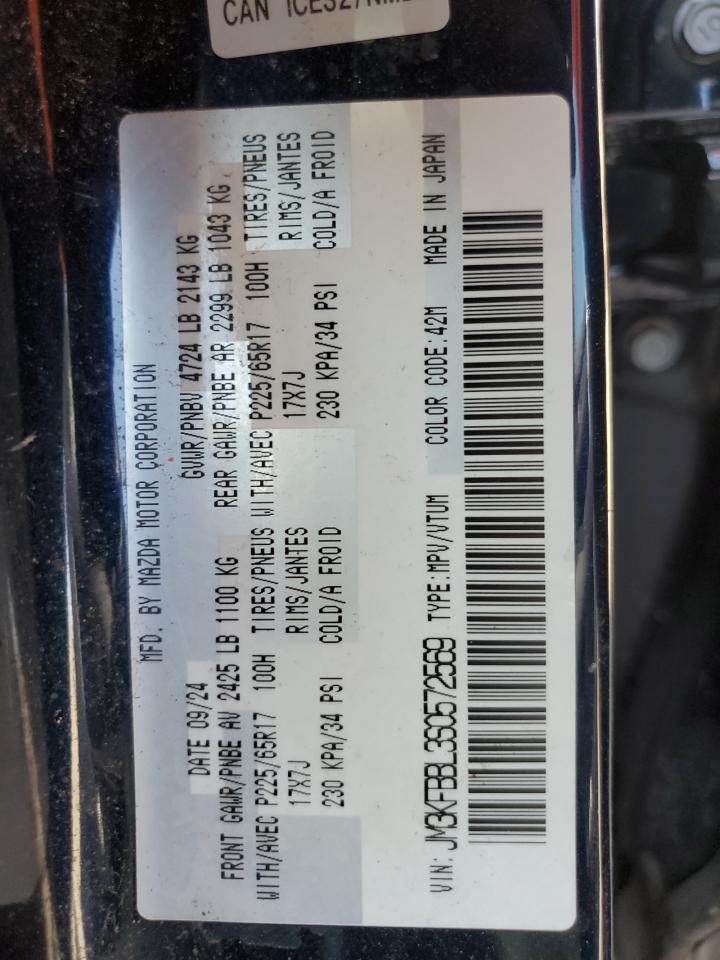 CAN ICES27NM
MFD. BY MAZDA MOTOR CORPORATION
DATE 09/24 GVWR/PNBV 4724 LB 2143 KG
FRONT GAWR/PNBE AV 2425 LB 1100 KG REAR GAWR/PNBE AR 2299 LB 1043 KG
WITH/AVEC P225/65R17 100H TIRES/PNEUS WITH/AVEC P225/65R17 100H TIRES/PNEUS
17X7J RIMS/JANTES 17X7J RIMS/JANTES
230 KPA/34 PSI COLD/A FROID 230 KPA/34 PSI COLD/A FROID
VIN: JM3KFBBL3S0572569 TYPE:MPV/VTUM COLOR CODE:42M MADE IN JAPAN